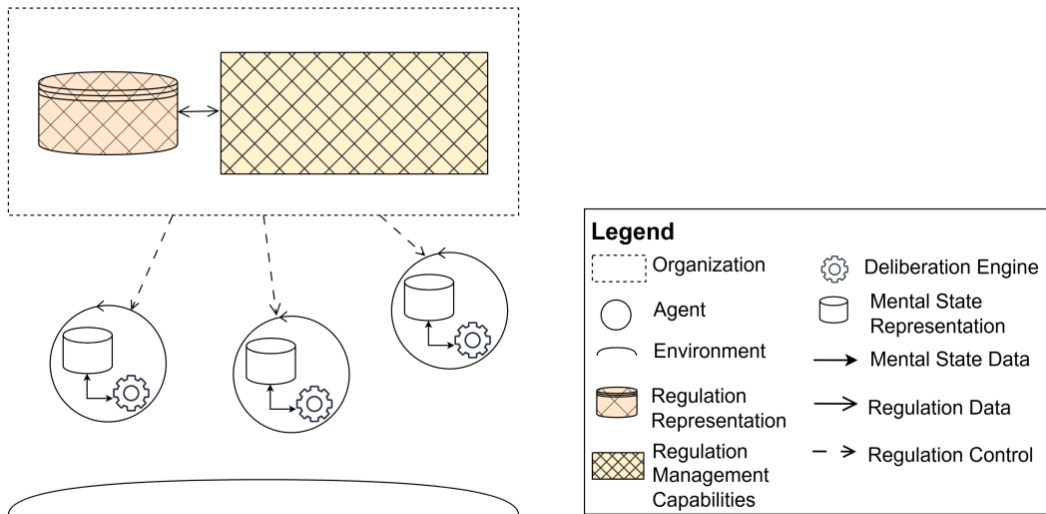 Legend
Organization
Agent
Environment
Regulation
Representation
Regulation
Management
Capabilities
Deliberation Engine
Mental State
Representation
Mental State Data
Regulation Data
Regulation Control